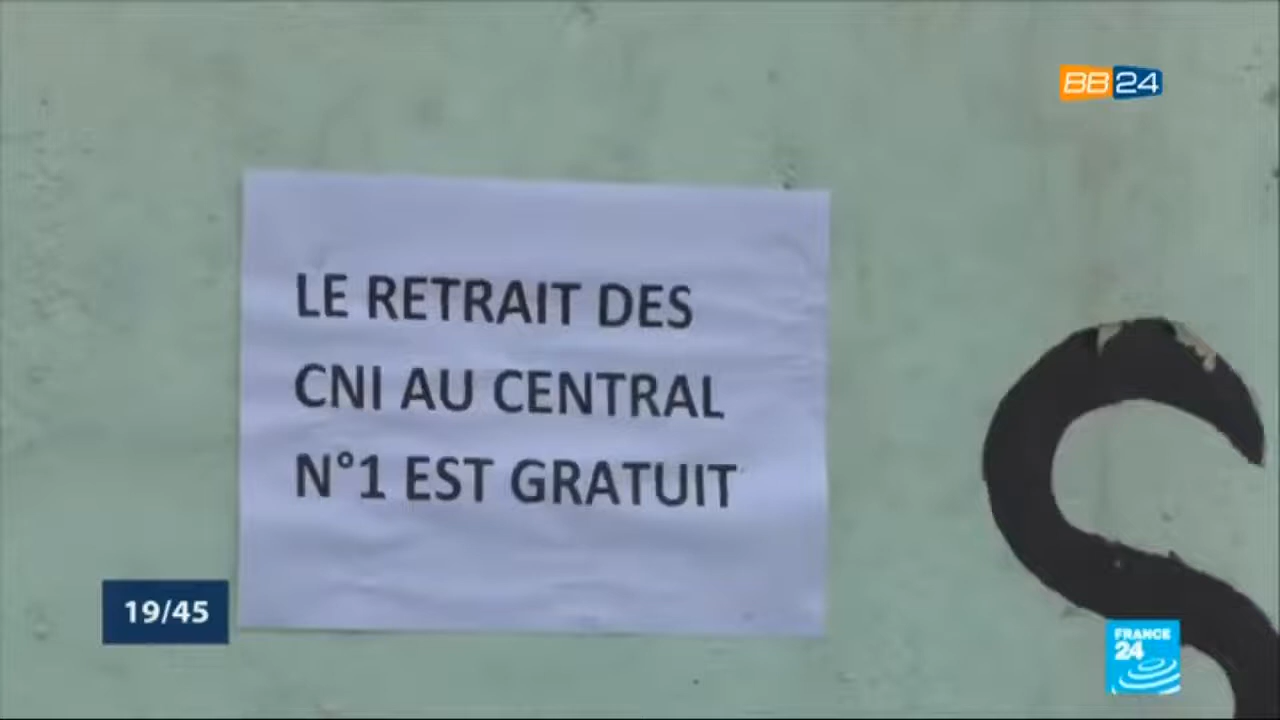 BB24
LE RETRAIT DES
CNI AU CENTRAL
N°1 EST GRATUIT
19/45
S
FRANCE
24